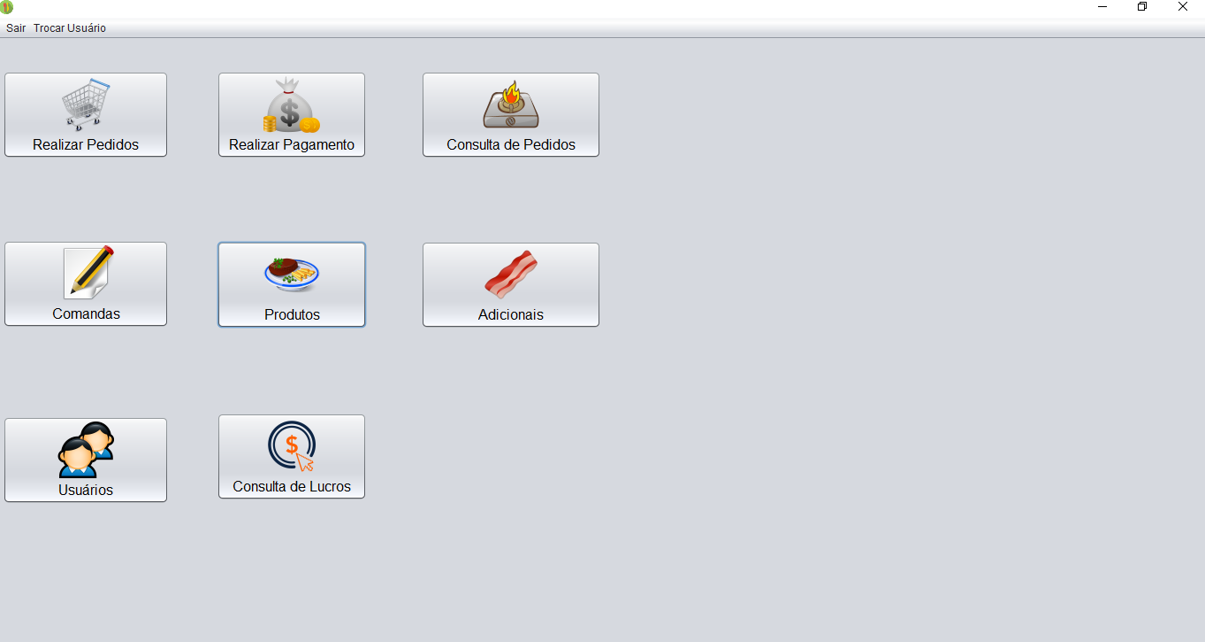 Sair Trocar Usuário
Realizar Pedidos
Realizar Pagamento
Consulta de Pedidos
Comandas
Produtos
Adicionais
Usuários
Consulta de Lucros